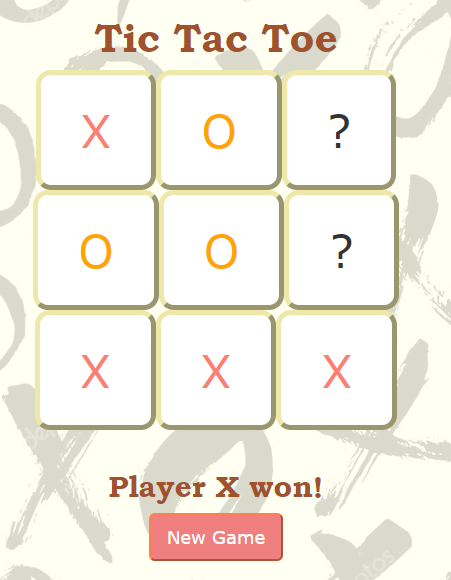 Tic Tac Toe
X O ?
O O ?
X X X
Player X won!
New Game